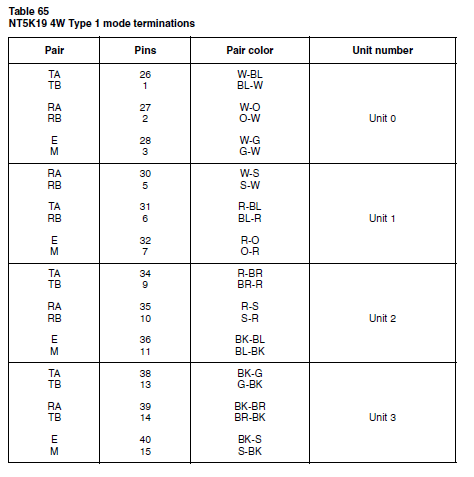 Table 65
NT5K19 4W Type 1 mode terminations
Pair Pins Pair color Unit number
TA 26 W-BL
TB 1 BL-W
RA 27 W-O
RB 2 O-W Unit 0
E 28 W-G
M 3 G-W
RA 30 W-S
RB 5 S-W
TA 31 R-BL
RB 6 BL-R Unit 1
E 32 R-O
M 7 O-R
TA 34 R-BR
TB 9 BR-R
RA 35 R-S
RB 10 S-R Unit 2
E 36 BK-BL
M 11 BL-BK
TA 38 BK-G
TB 13 G-BK
RA 39 BK-BR
TB 14 BR-BK Unit 3
E 40 BK-S
M 15 S-BK